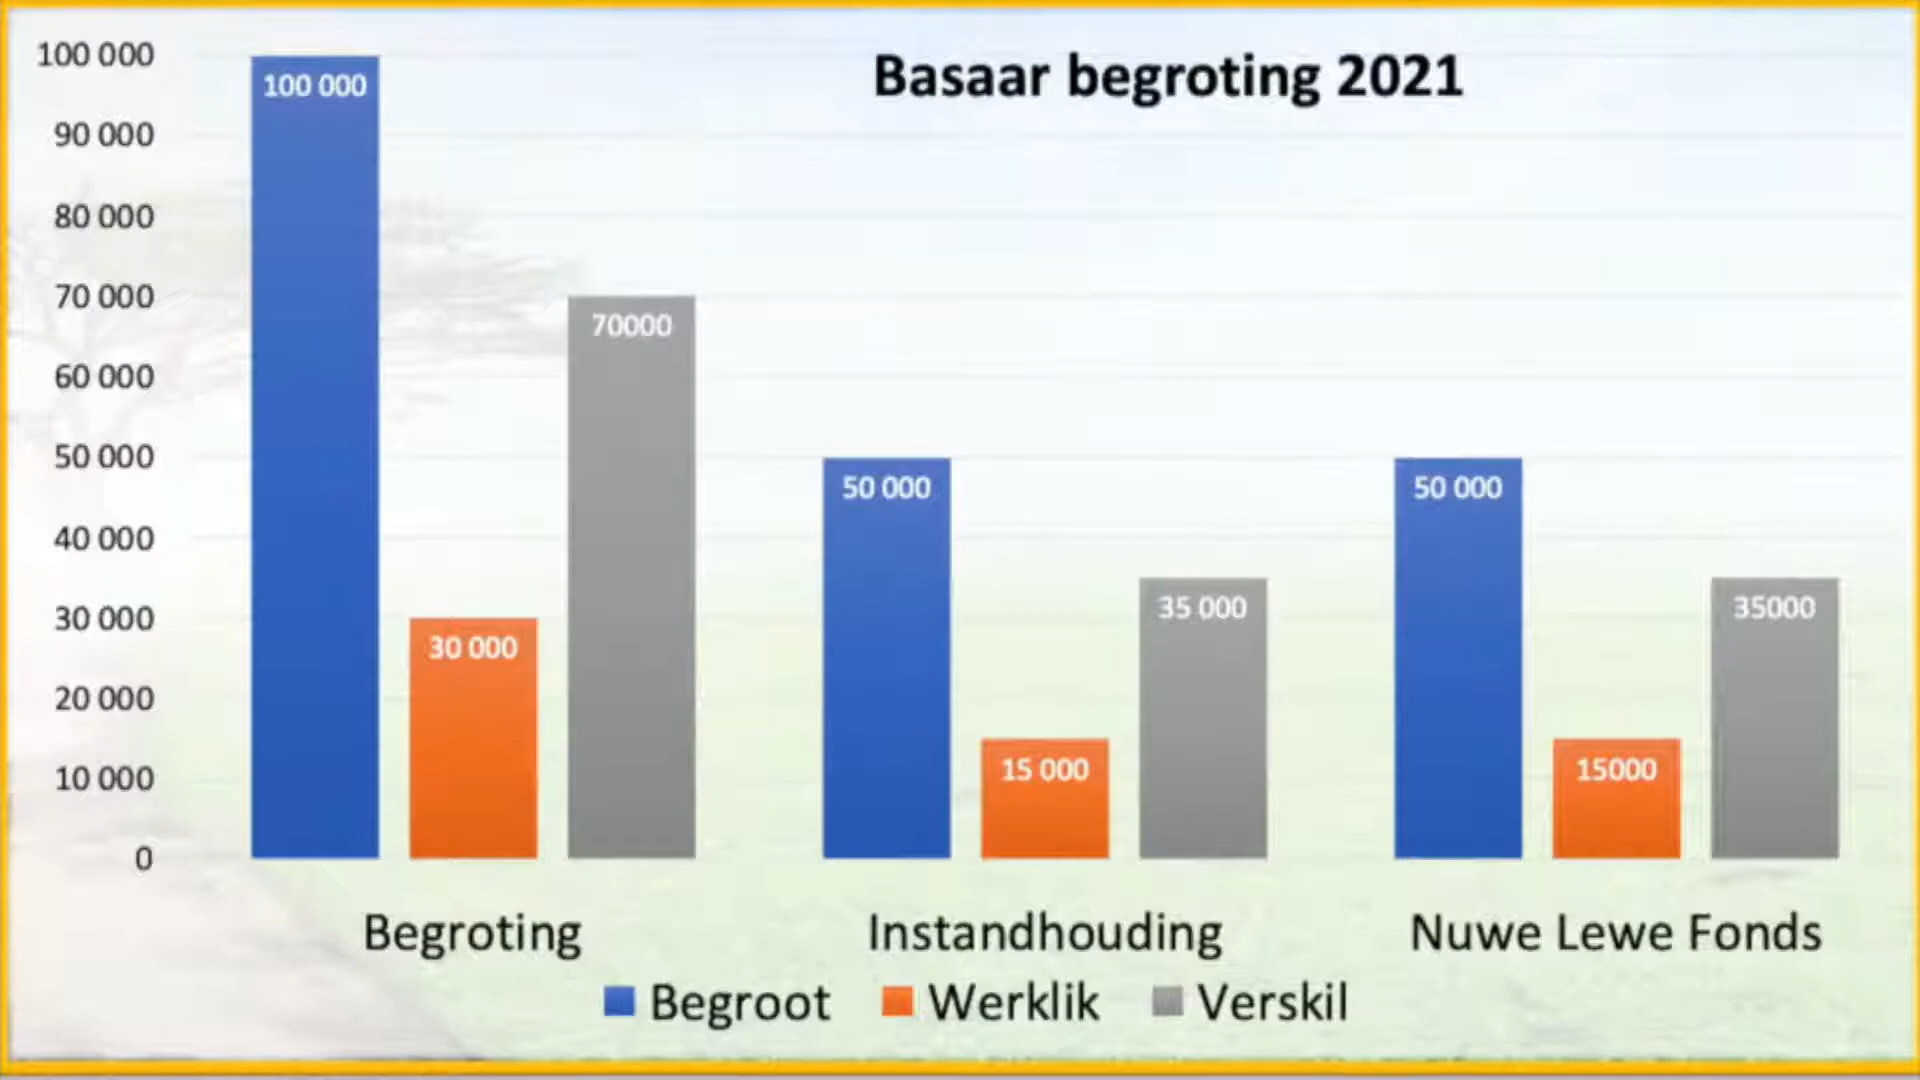 Basaar begroting 2021
100 000
90 000
80 000
70 000
60 000
50 000
40 000
30 000
20 000
10 000
0
100 000
30 000
70000
50 000
15 000
35 000
50 000
15000
35000
Begroting
Instandhouding
Nuwe Lewe Fonds
Begroot
Werklik
Verskil